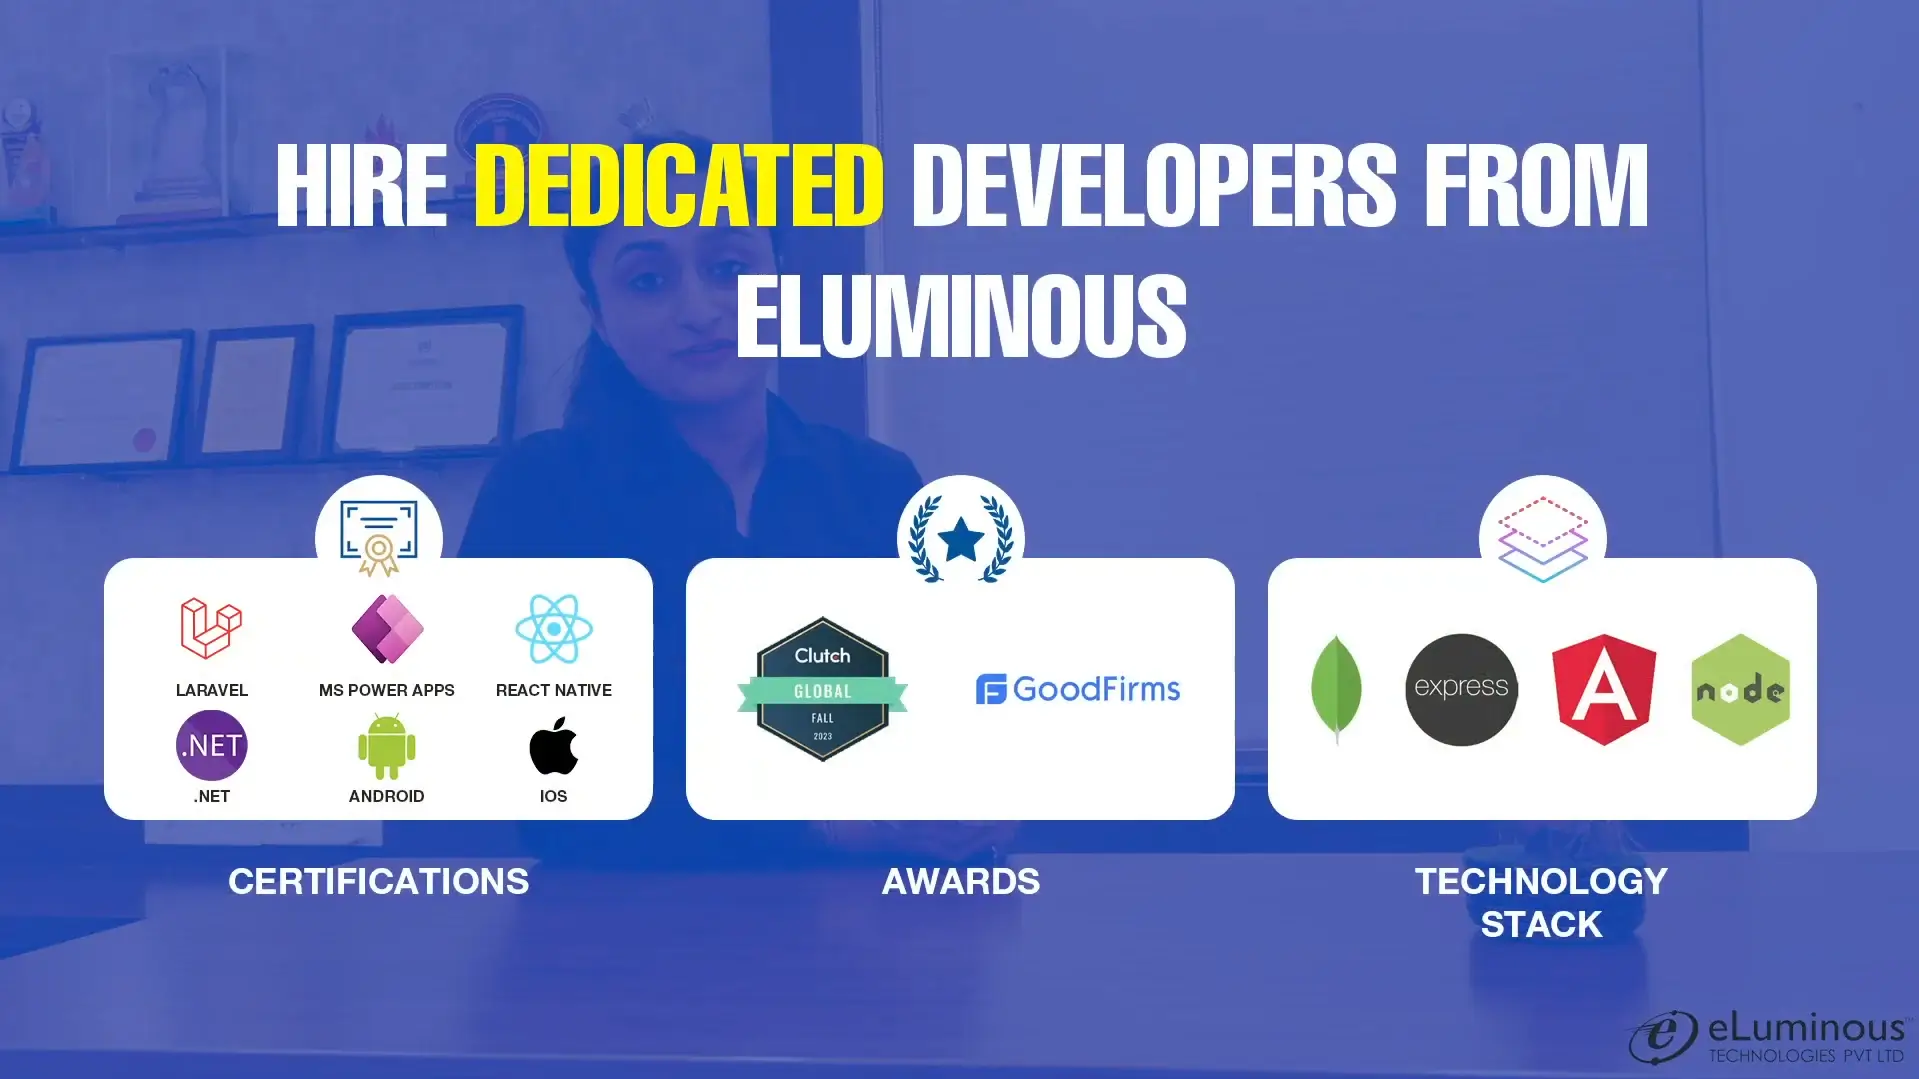 HIRE DEDICATED DEVELOPERS FROM
ELUMINOUS
LARAVEL
MS POWER APPS
REACT NATIVE
.NET
.NET
ANDROID
IOS
CERTIFICATIONS
Clutch
GLOBAL
FALL
2023
GoodFirms
AWARDS
express
node
TECHNOLOGY
STACK
eLuminous™
TECHNOLOGIES PVT LTD